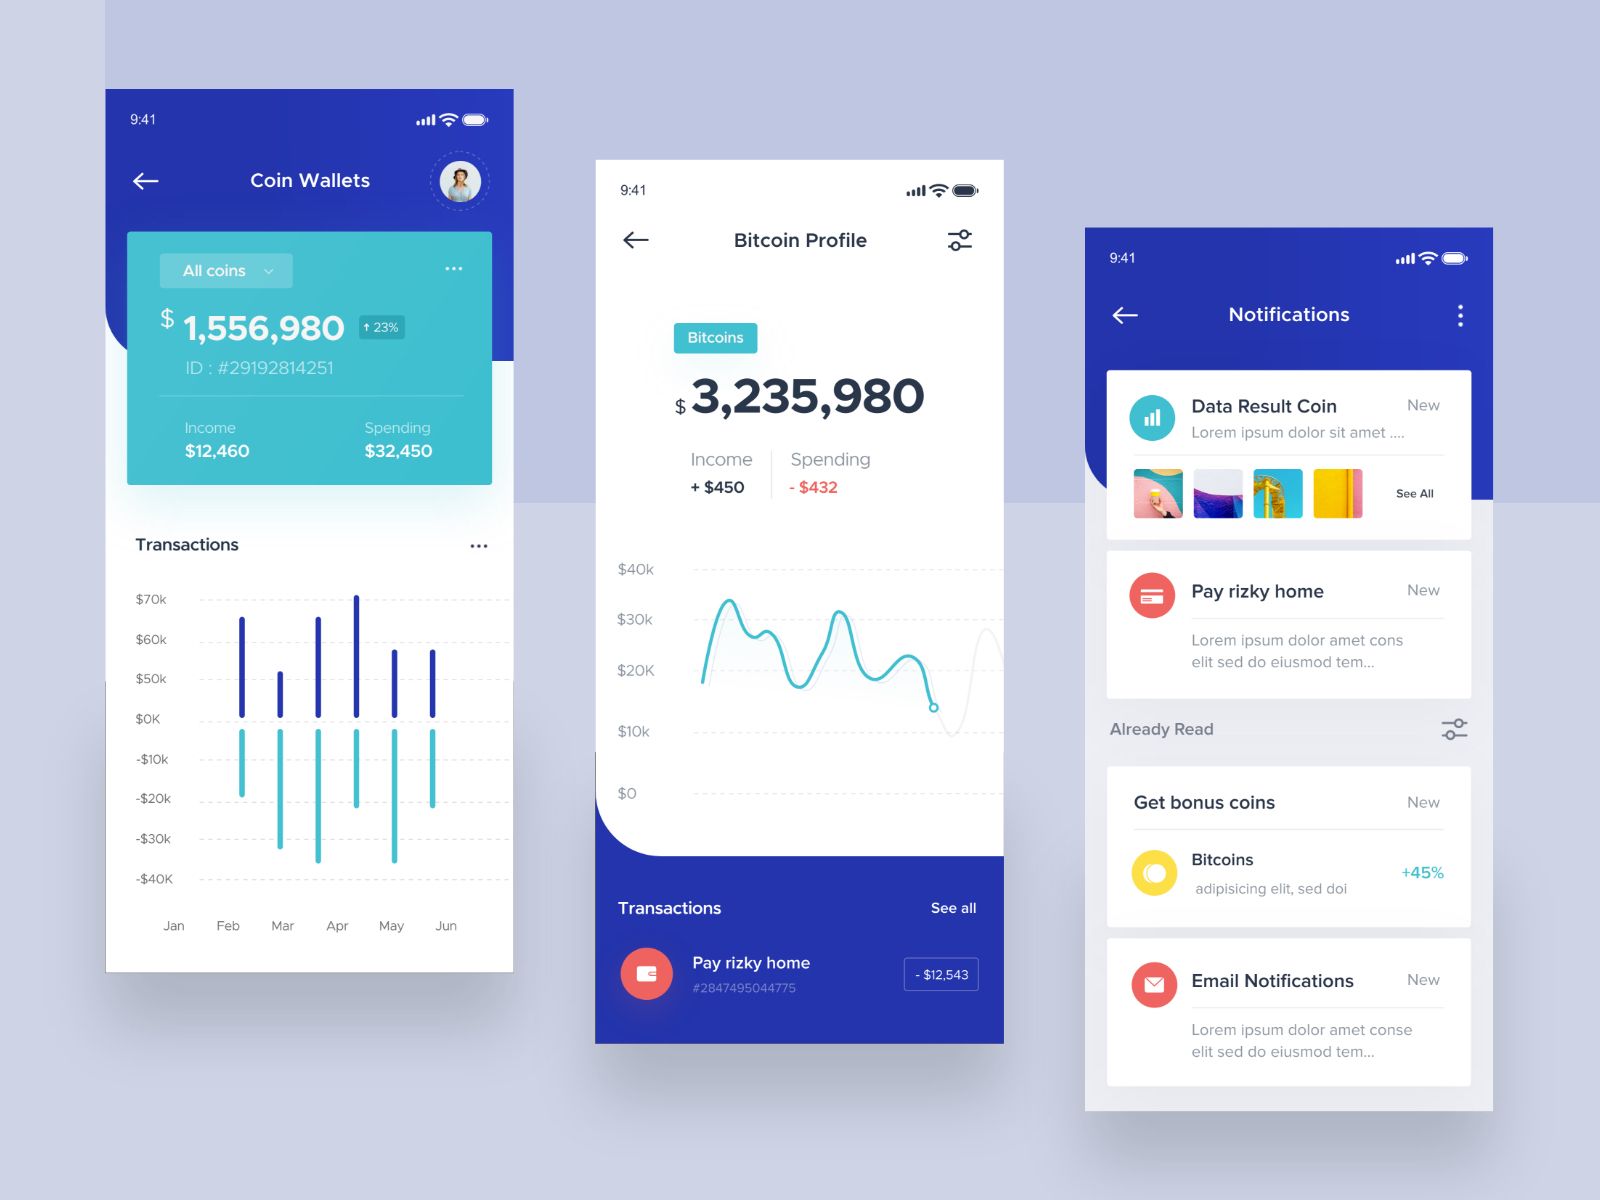 9:41
Coin Wallets
All coins
$ 1,556,980 23%
ID : #29192814251
Income Spending
$12,460 $32,450
Transactions
$70k
$60k
$50k
$0K
-$10k
-$20k
-$30k
-$40K
Jan Feb Mar Apr May Jun
9:41
Bitcoin Profile
Bitcoins
$ 3,235,980
Income Spending
+ $450 - $432
$40k
$30k
$20K
$10k
$0
Transactions See all
Pay rizky home
#2847495044775
- $12,543
9:41
Notifications
Data Result Coin New
Lorem ipsum dolor sit amet ....
See All
Pay rizky home New
Lorem ipsum dolor amet cons
elit sed do eiusmod tem...
Already Read
Get bonus coins New
Bitcoins
adipisicing elit, sed doi
+45%
Email Notifications New
Lorem ipsum dolor amet conse
elit sed do eiusmod tem...